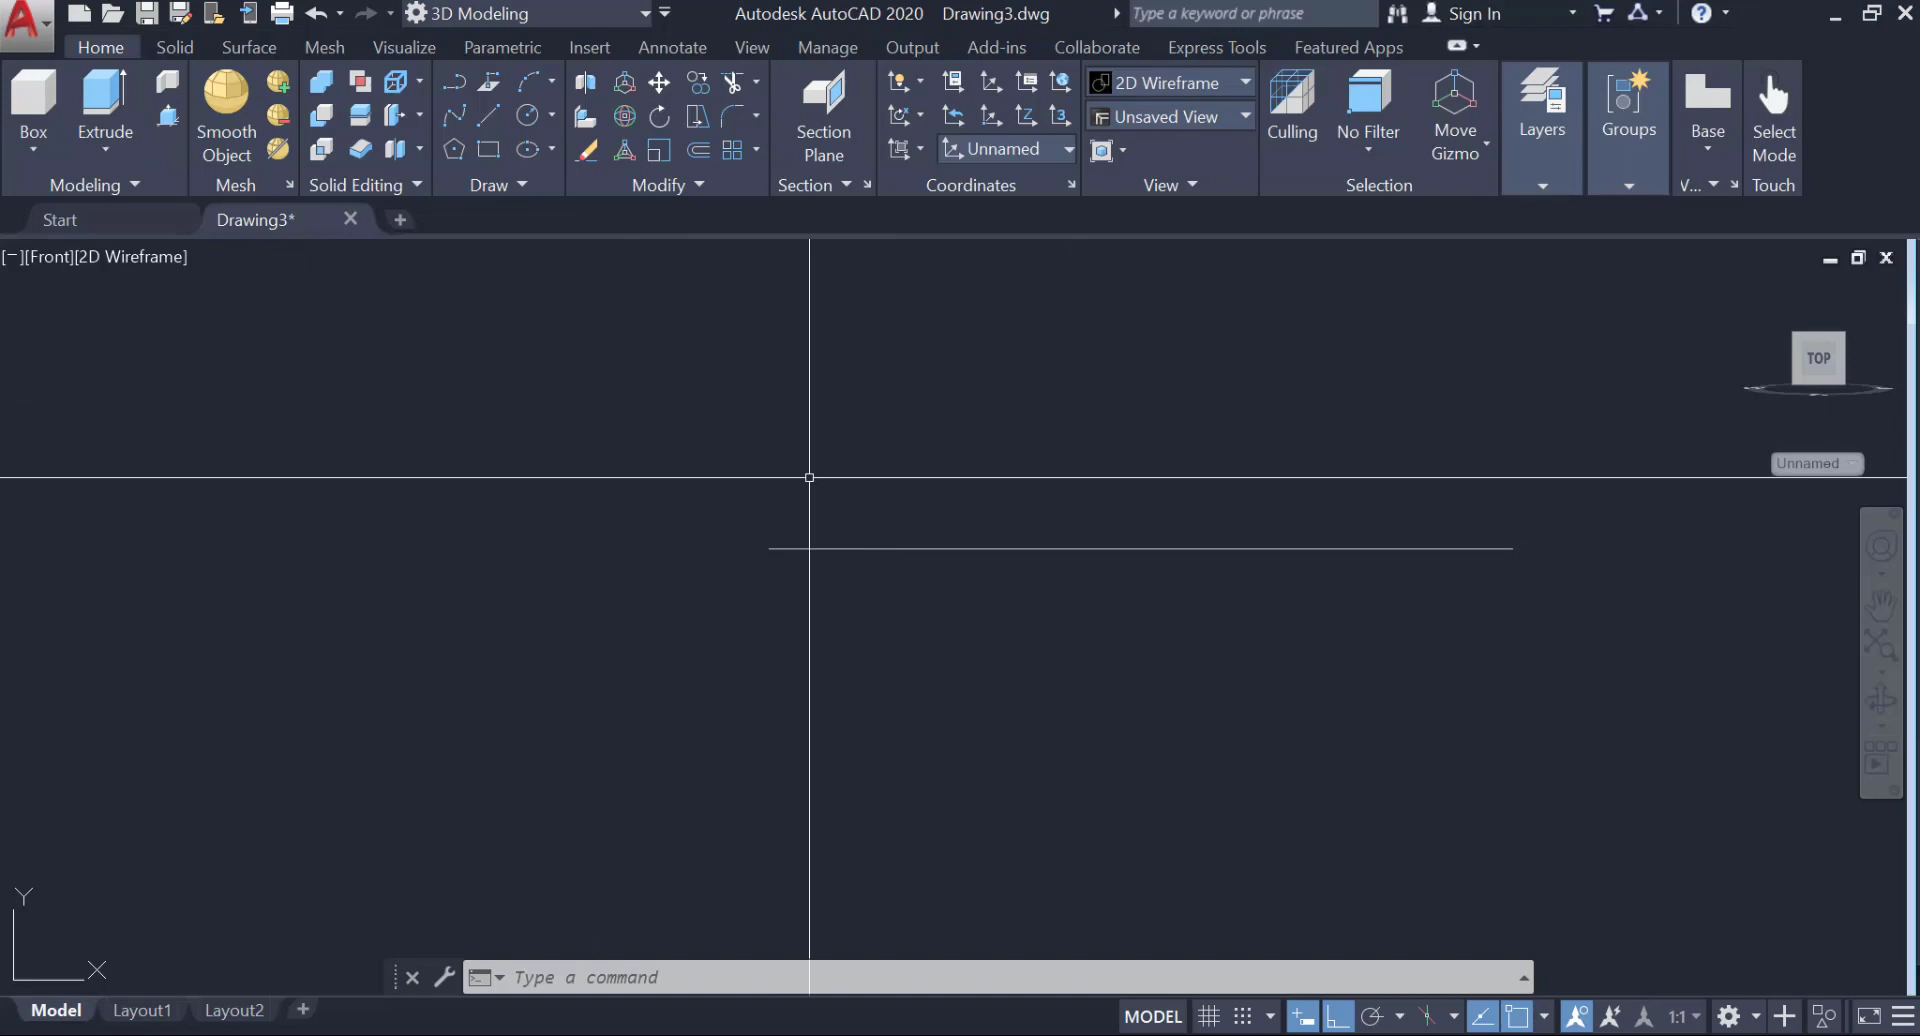 3D Modeling
Autodesk AutoCAD 2020 Drawing3.dwg
Type a keyword or phrase
Sign In
Home Solid Surface Mesh Visualize Parametric Insert Annotate View Manage Output Add-ins Collaborate Express Tools Featured Apps
Box
Extrude
Modeling
Smooth
Object
Mesh
Solid Editing
Draw
Modify
Section
Plane
Section
Unnamed
Coordinates
2D Wireframe
Unsaved View
View
Culling
No Filter
Move
Gizmo
Selection
Layers
Groups
Base
V...
Select
Mode
Touch
Start
Drawing3*
[−][Front][2D Wireframe]
TOP
Unnamed
Y
X
Type a command
Model Layout1 Layout2
MODEL
1:1